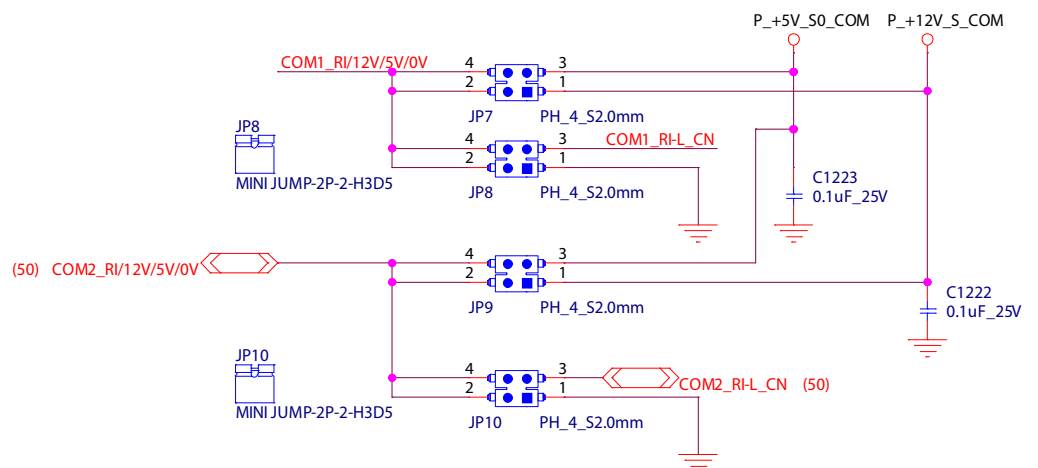 P_+5V_S0_COM P_+12V_S_COM
COM1_RI/12V/5V/0V 4 3
2 1
JP7 PH_4_S2.0mm
JP8
MINI JUMP-2P-2-H3D5
4 3 COM1_RI-L_CN
2 1
JP8 PH_4_S2.0mm
C1223
0.1uF_25V
(50) COM2_RI/12V/5V/0V 4 3
2 1
JP9 PH_4_S2.0mm
C1222
0.1uF_25V
JP10
MINI JUMP-2P-2-H3D5
4 3 COM2_RI-L_CN (50)
2 1
JP10 PH_4_S2.0mm